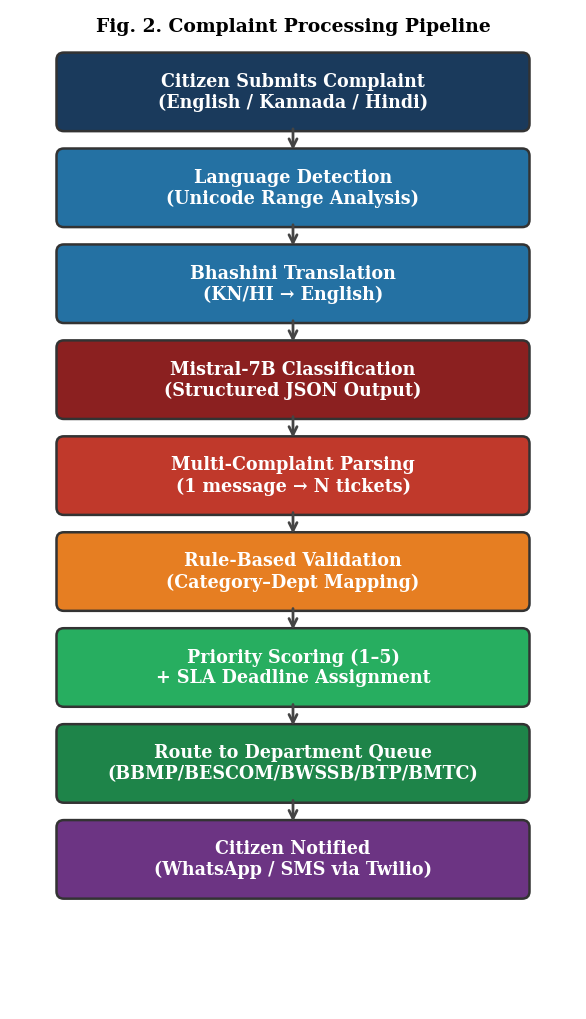 Fig. 2. Complaint Processing Pipeline
Citizen Submits Complaint
(English / Kannada / Hindi)
Language Detection
(Unicode Range Analysis)
Bhashini Translation
(KN/HI → English)
Mistral-7B Classification
(Structured JSON Output)
Multi-Complaint Parsing
(1 message → N tickets)
Rule-Based Validation
(Category–Dept Mapping)
Priority Scoring (1–5)
+ SLA Deadline Assignment
Route to Department Queue
(BBMP/BESCOM/BWSSB/BTP/BMTC)
Citizen Notified
(WhatsApp / SMS via Twilio)